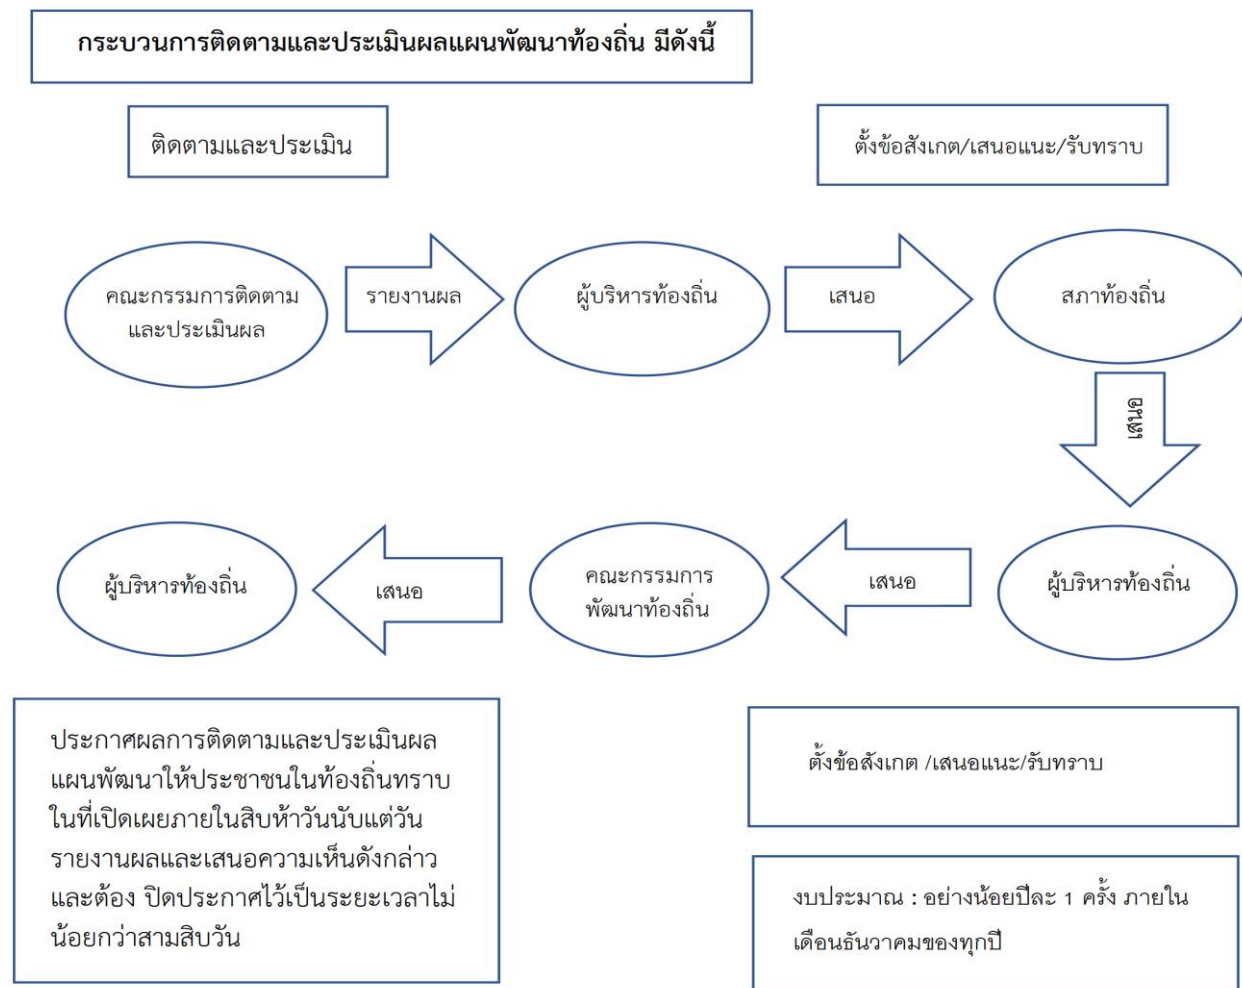 กระบวนการติดตามและประเมินผลแผนพัฒนาท้องถิ่น มีดังนี้
ติดตามและประเมิน
ตั้งข้อสังเกต/เสนอแนะ/รับทราบ
คณะกรรมการติดตาม
และประเมินผล
รายงานผล
ผู้บริหารท้องถิ่น
เสนอ
สภาท้องถิ่น
เสนอ
ผู้บริหารท้องถิ่น
เสนอ
คณะกรรมการ
พัฒนาท้องถิ่น
เสนอ
ผู้บริหารท้องถิ่น
ประกาศผลการติดตามและประเมินผล
แผนพัฒนาให้ประชาชนในท้องถิ่นทราบ
ในที่เปิดเผยภายในสิบห้าวันนับแต่วัน
รายงานผลและเสนอความเห็นดังกล่าว
และต้อง ปิดประกาศไว้เป็นระยะเวลาไม่
น้อยกว่าสามสิบวัน
ตั้งข้อสังเกต /เสนอแนะ/รับทราบ
งบประมาณ : อย่างน้อยปีละ 1 ครั้ง ภายใน
เดือนธันวาคมของทุกปี